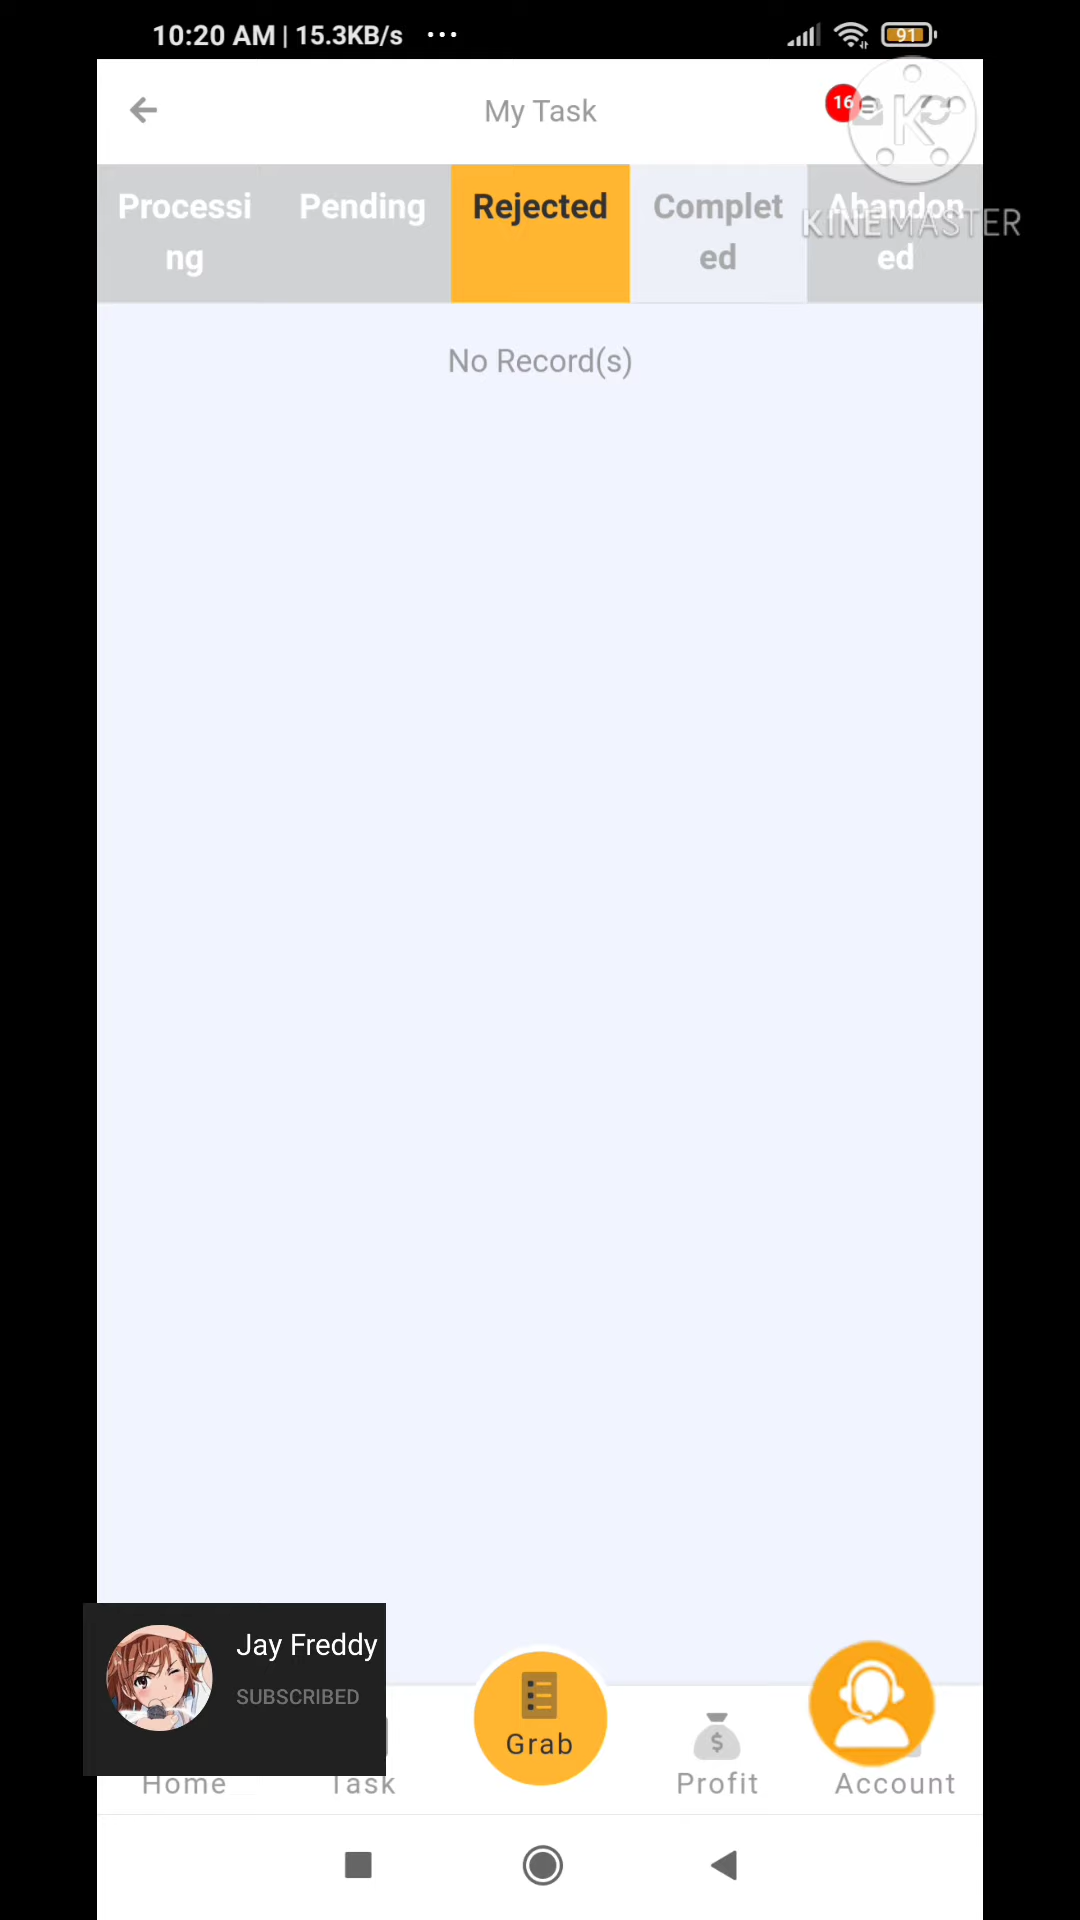 10:20 AM | 15.3KB/s ...
91
My Task
16
K
KINEMASTER
Processi
ng
Pending
Rejected
Complet
ed
Abandon
ed
No Record(s)
Jay Freddy
SUBSCRIBED
Home
Task
Grab
Profit
Account